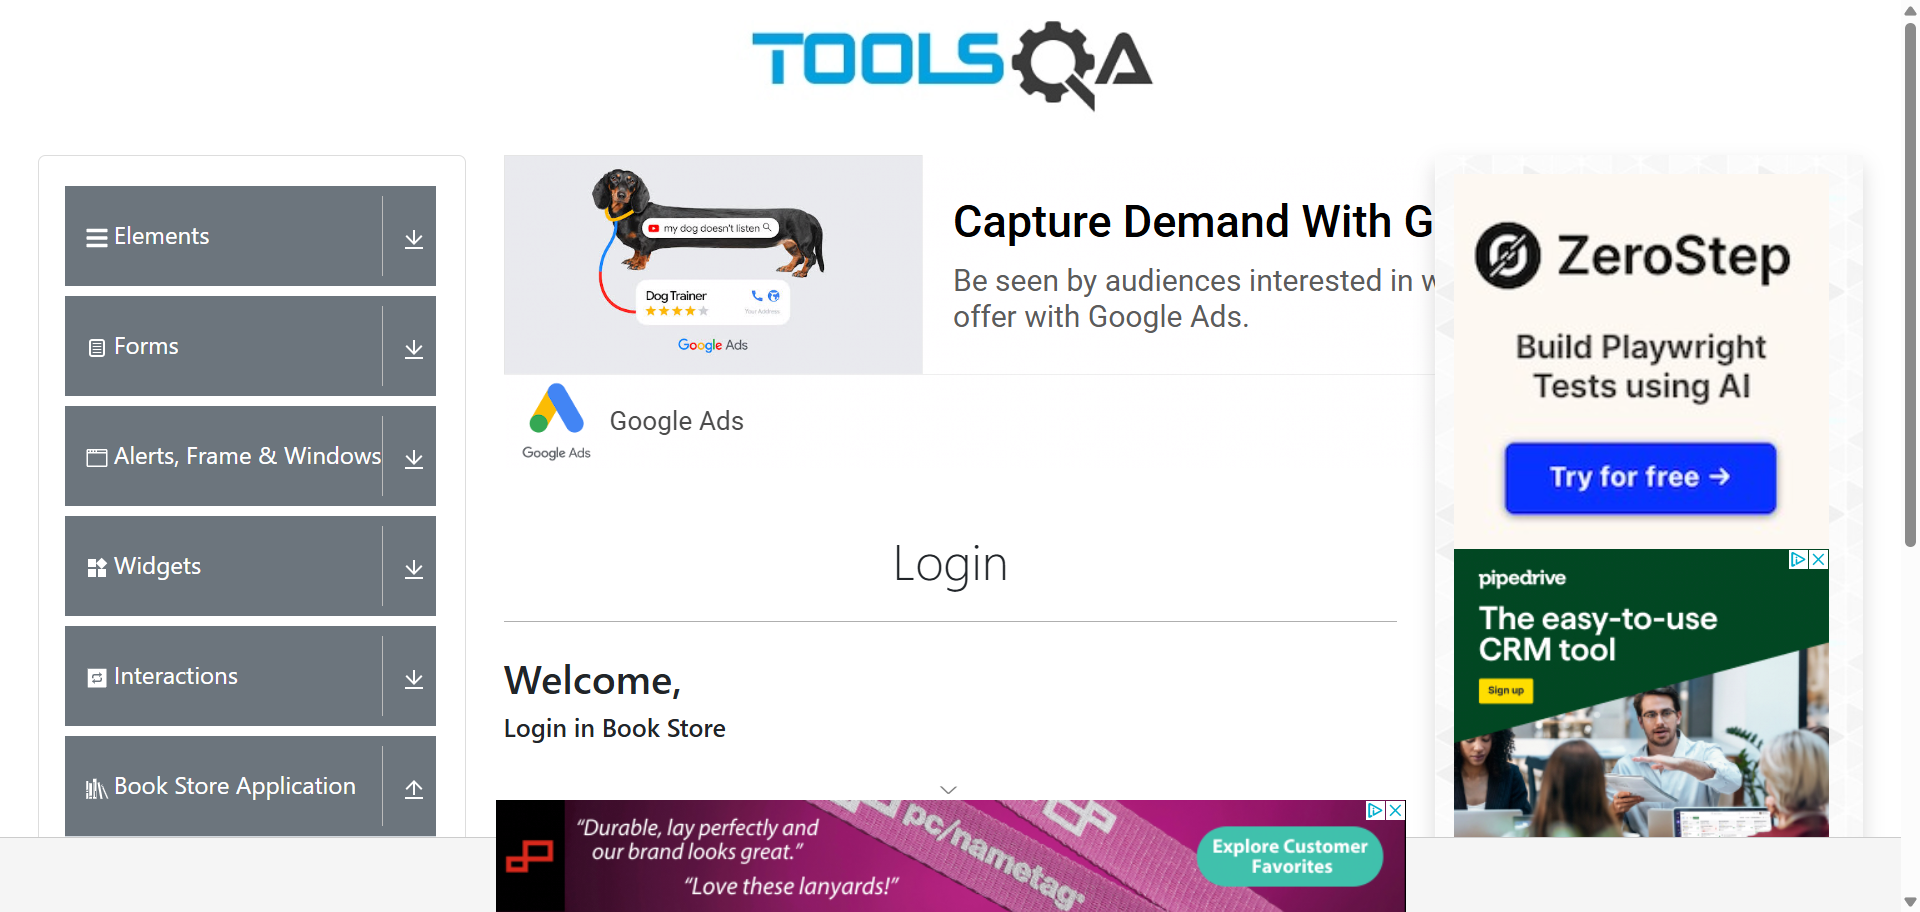 TOOLSQA
Elements
Forms
Alerts, Frame & Windows
Widgets
Interactions
Book Store Application
my dog doesn't listen
Dog Trainer
Your Address
Google Ads
Capture Demand With G
Be seen by audiences interested in w
offer with Google Ads.
Google Ads
Google Ads
Login
Welcome,
Login in Book Store
ZeroStep
Build Playwright
Tests using AI
Try for free →
pipedrive
The easy-to-use
CRM tool
Sign up
“Durable, lay perfectly and
our brand looks great.”
“Love these lanyards!”
pc/nametag
Explore Customer
Favorites